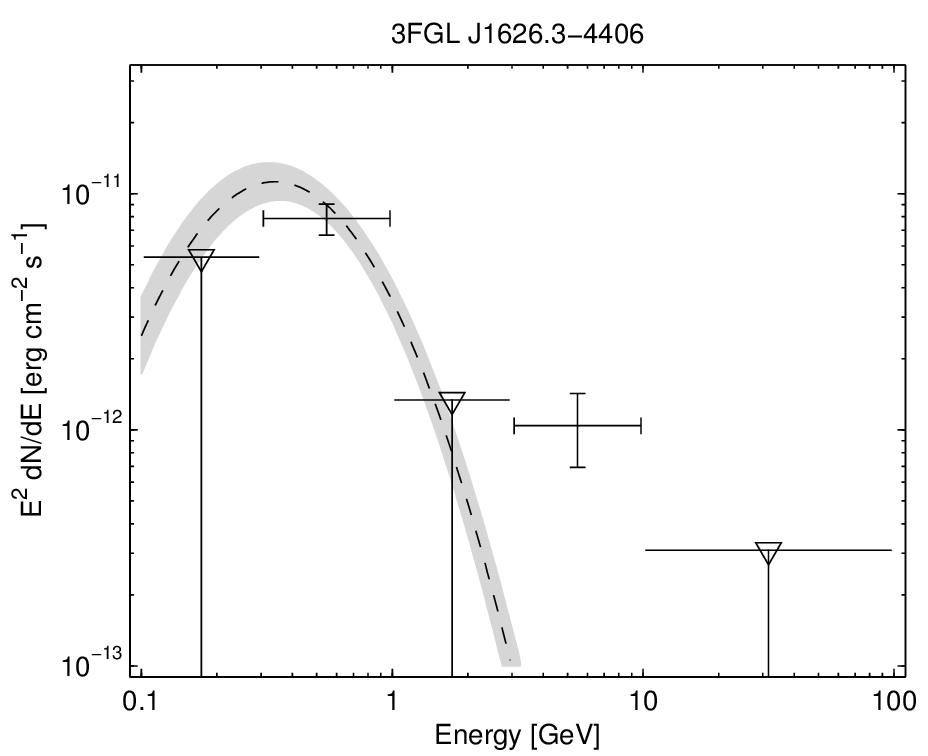 3FGL J1626.3−4406
E² dN/dE [erg cm⁻² s⁻¹]
10⁻¹¹
10⁻¹²
10⁻¹³
0.1 1 10 100
Energy [GeV]